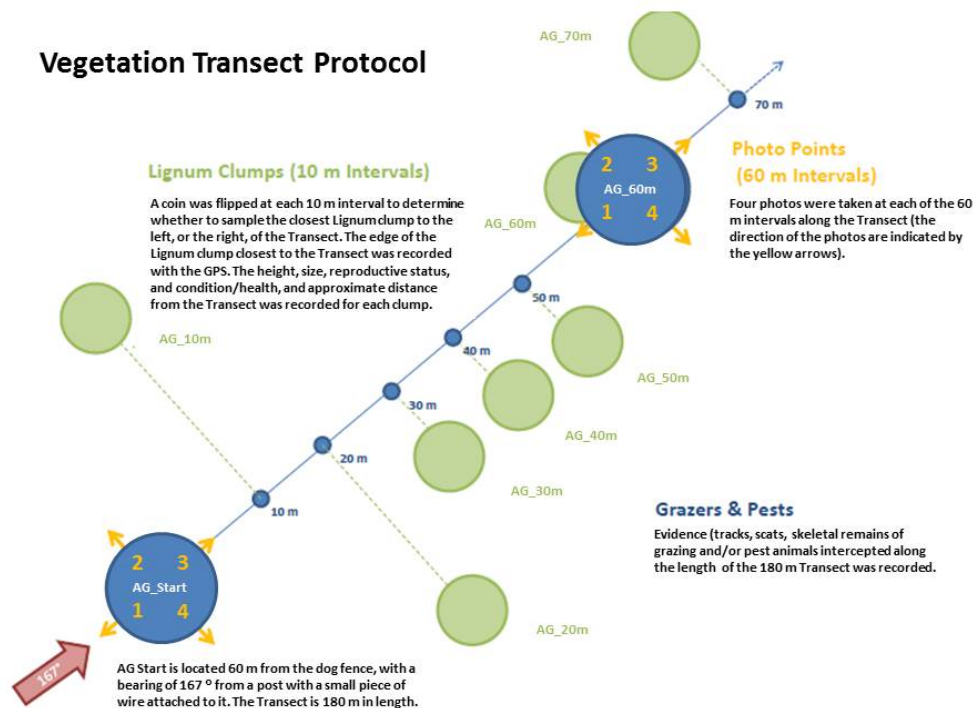 Vegetation Transect Protocol
AG_70m
70 m
Lignum Clumps (10 m Intervals)
A coin was flipped at each 10 m interval to determine
whether to sample the closest Lignum clump to the
left, or the right, of the Transect. The edge of the
Lignum clump closest to the Transect was recorded
with the GPS. The height, size, reproductive status,
and condition/health, and approximate distance
from the Transect was recorded for each clump.
2 3
AG_60m
1 4
AG_60m
Photo Points
(60 m Intervals)
Four photos were taken at each of the 60
m intervals along the Transect (the
direction of the photos are indicated by
the yellow arrows).
50 m
AG_10m
40 m
AG_50m
30 m
AG_40m
20 m
AG_30m
10 m
Grazers & Pests
Evidence (tracks, scats, skeletal remains of
grazing and/or pest animals intercepted along
the length of the 180 m Transect was recorded.
2 3
AG_Start
1 4
AG_20m
167°
AG Start is located 60 m from the dog fence, with a
bearing of 167 ° from a post with a small piece of
wire attached to it. The Transect is 180 m in length.